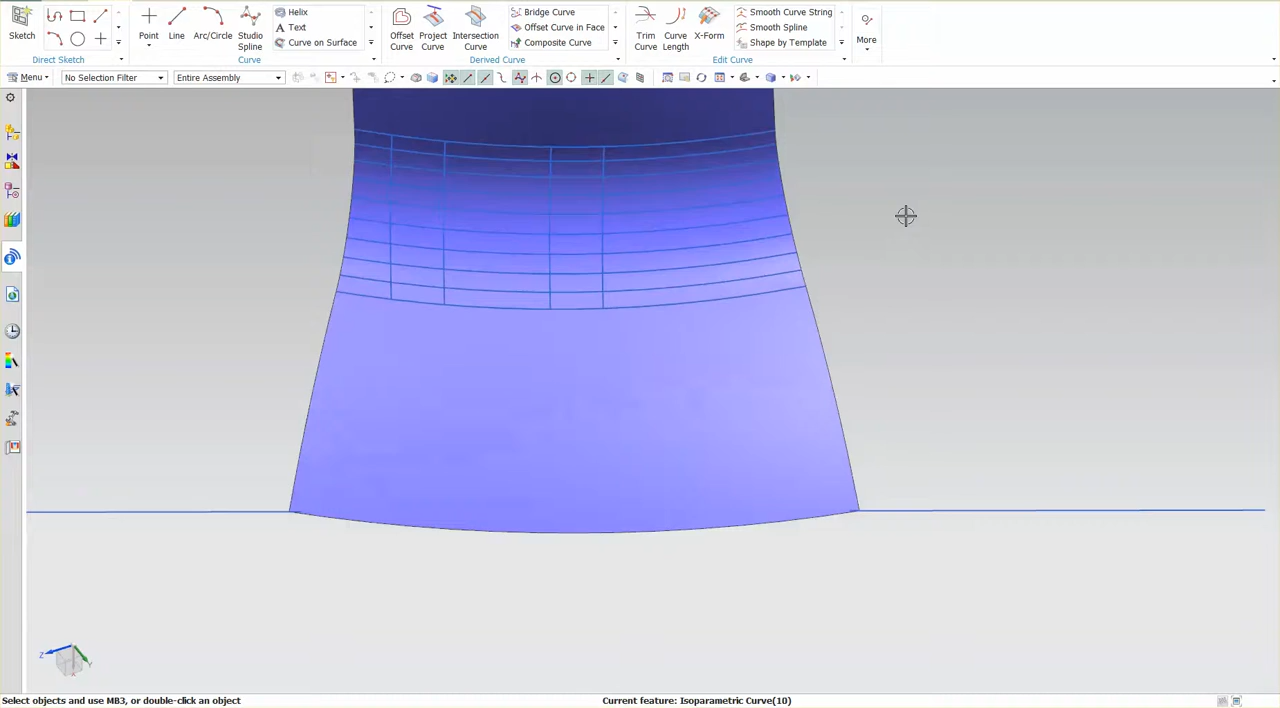 Sketch
Direct Sketch
Point
Line
Arc/Circle
Studio
Spline
Helix
Text
Curve on Surface
Curve
Offset
Curve
Project
Curve
Intersection
Curve
Bridge Curve
Offset Curve in Face
Composite Curve
Derived Curve
Trim
Curve
Curve
Length
X-Form
Smooth Curve String
Smooth Spline
Shape by Template
Edit Curve
More
Menu
No Selection Filter
Entire Assembly
Z
Y
X
Select objects and use MB3, or double-click an object
Current feature: Isoparametric Curve(10)